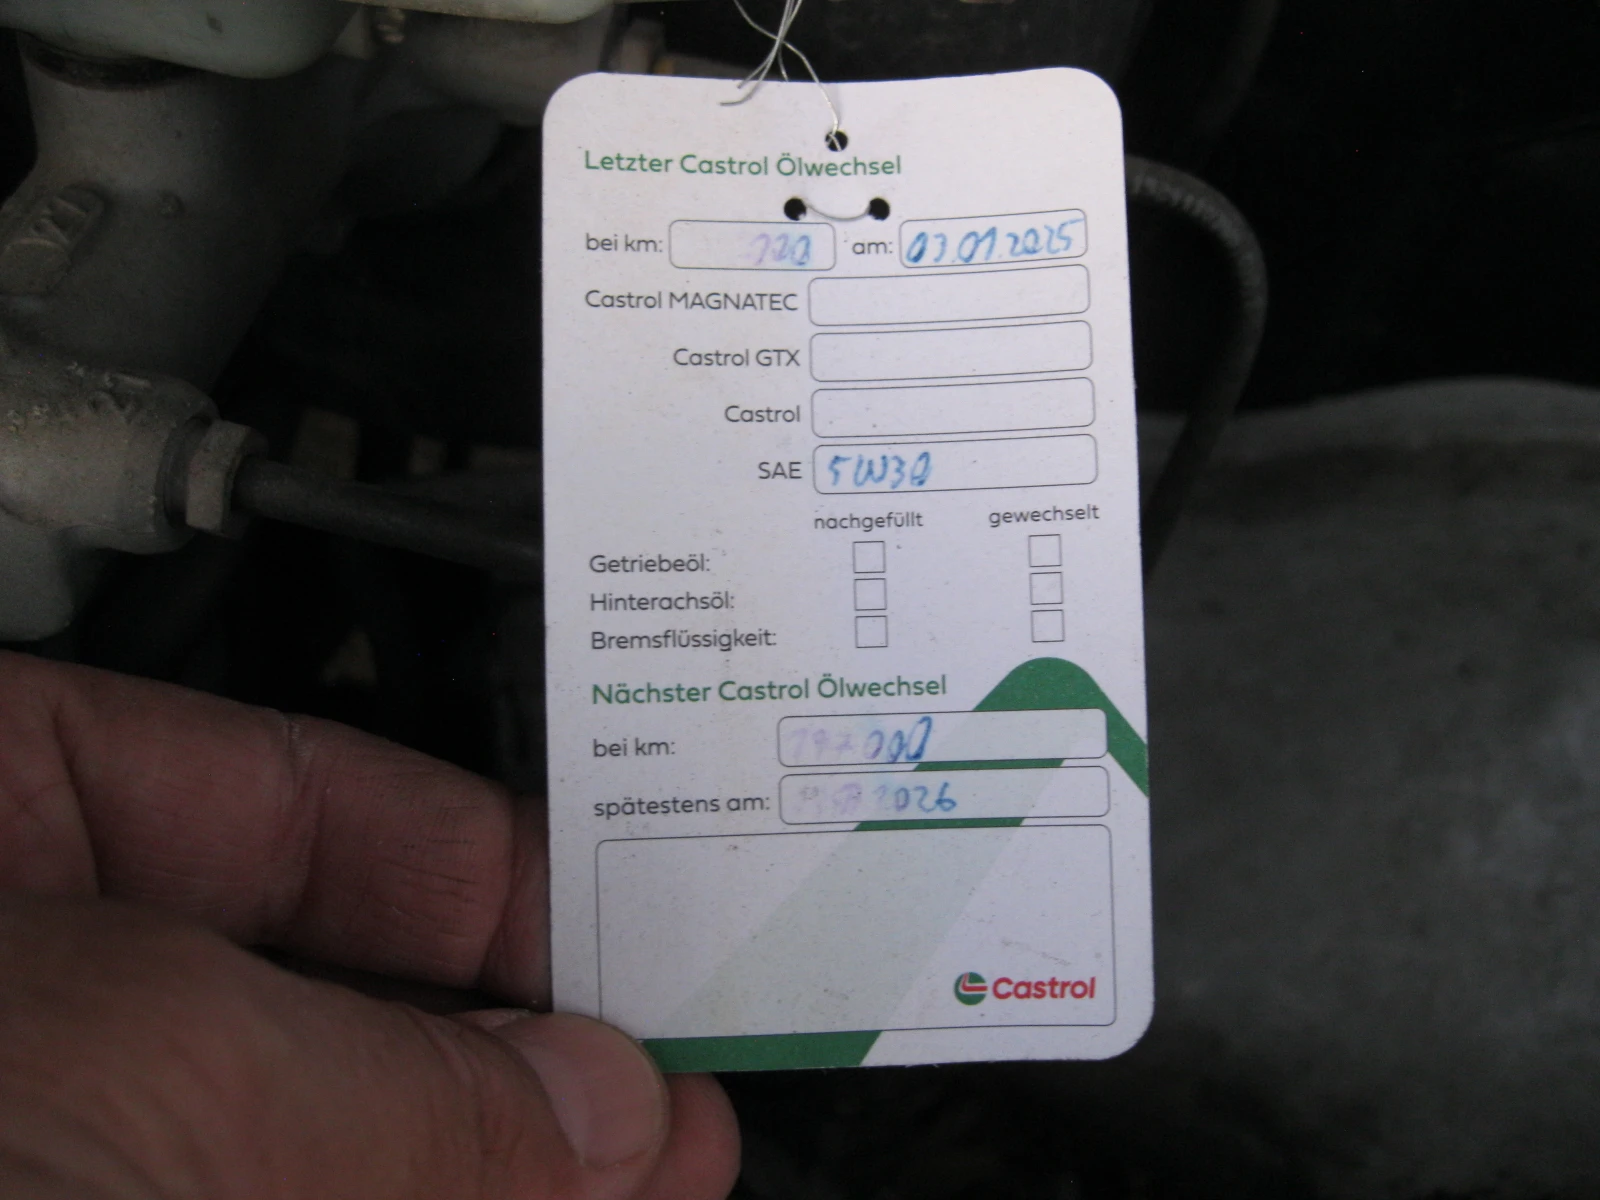 Letzter Castrol Ölwechsel
bei km: am: 03.01.2025
Castrol MAGNATEC
Castrol GTX
Castrol
SAE 5W30
nachgefüllt gewechselt
Getriebeöl:
Hinterachsöl:
Bremsflüssigkeit:
Nächster Castrol Ölwechsel
bei km: 000
spätestens am: 2026
Castrol